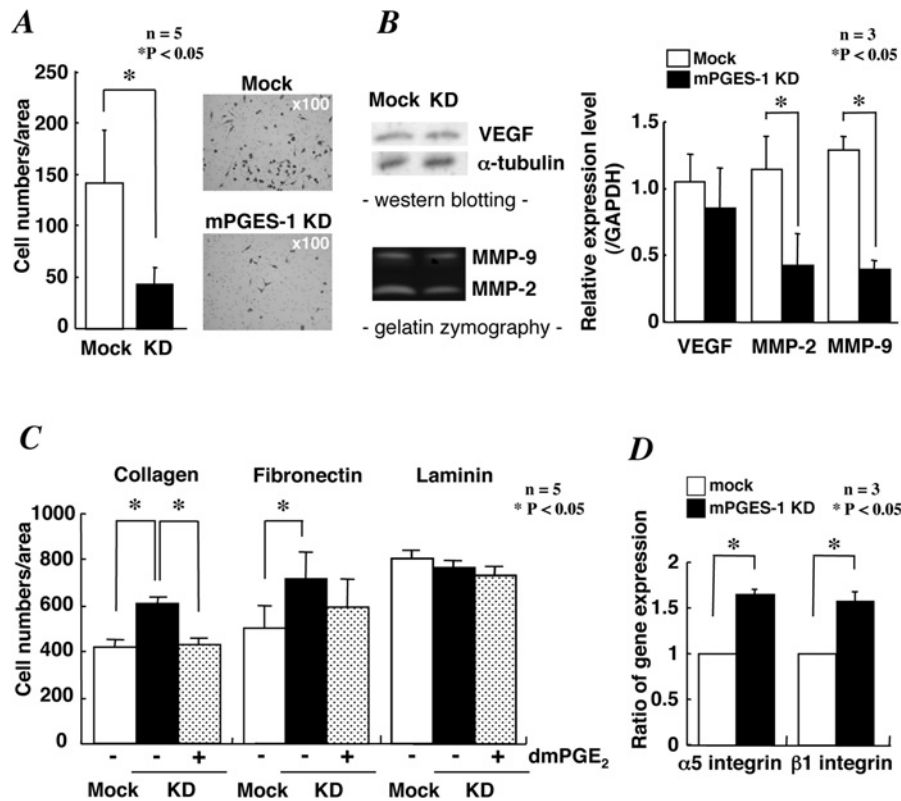 A
n = 5
*P < 0.05
250
200
150
100
50
0
Cell numbers/area
*
Mock KD
Mock
x100
mPGES-1 KD
x100
B
Mock KD
VEGF
α-tubulin
- western blotting -
MMP-9
MMP-2
- gelatin zymography -
n = 3
*P < 0.05
Mock
mPGES-1 KD
* *
Relative expression level
(/GAPDH)
1.5
1.0
0.5
0
VEGF MMP-2 MMP-9
C
Collagen Fibronectin Laminin
n = 5
* P < 0.05
* * *
1000
800
600
400
200
0
Cell numbers/area
- - + - - + - - + dmPGE₂
Mock KD Mock KD Mock KD
D
mock
mPGES-1 KD
n = 3
* P < 0.05
* *
2
1.5
1
0.5
0
Ratio of gene expression
α5 integrin β1 integrin